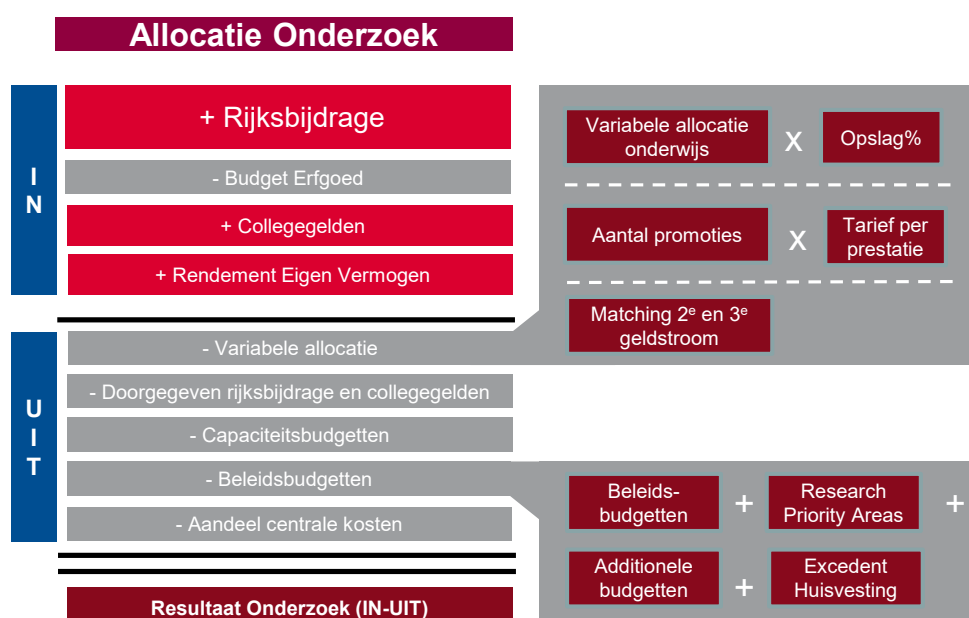 Allocatie Onderzoek
IN
+ Rijksbijdrage
- Budget Erfgoed
+ Collegegelden
+ Rendement Eigen Vermogen
Variabele allocatie
onderwijs
X
Opslag%
Aantal promoties
X
Tarief per
prestatie
Matching 2e en 3e
geldstroom
UIT
- Variabele allocatie
- Doorgegeven rijksbijdrage en collegegelden
- Capaciteitsbudgetten
- Beleidsbudgetten
- Aandeel centrale kosten
Beleids-
budgetten
+
Research
Priority Areas
+
Additionele
budgetten
+
Excedent
Huisvesting
Resultaat Onderzoek (IN-UIT)